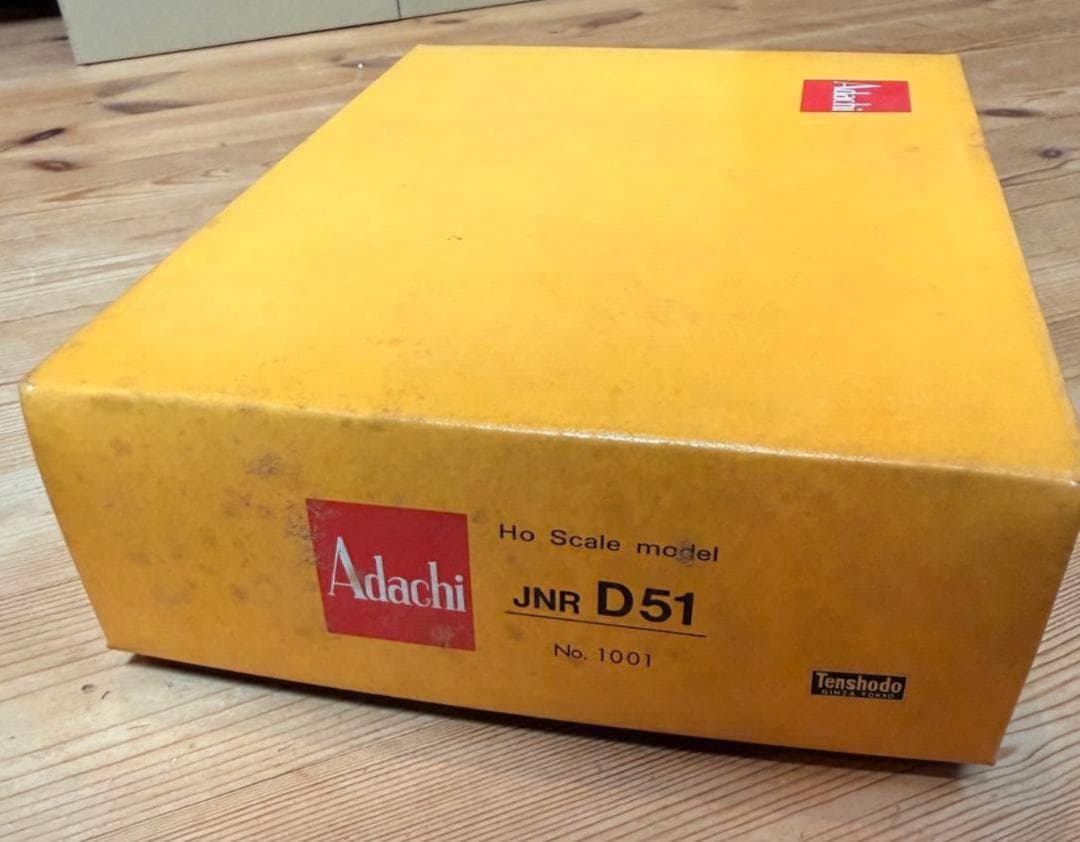 Adachi
Adachi
Ho Scale model
JNR D51
No. 1001
Tenshodo
GINZA TOKYO